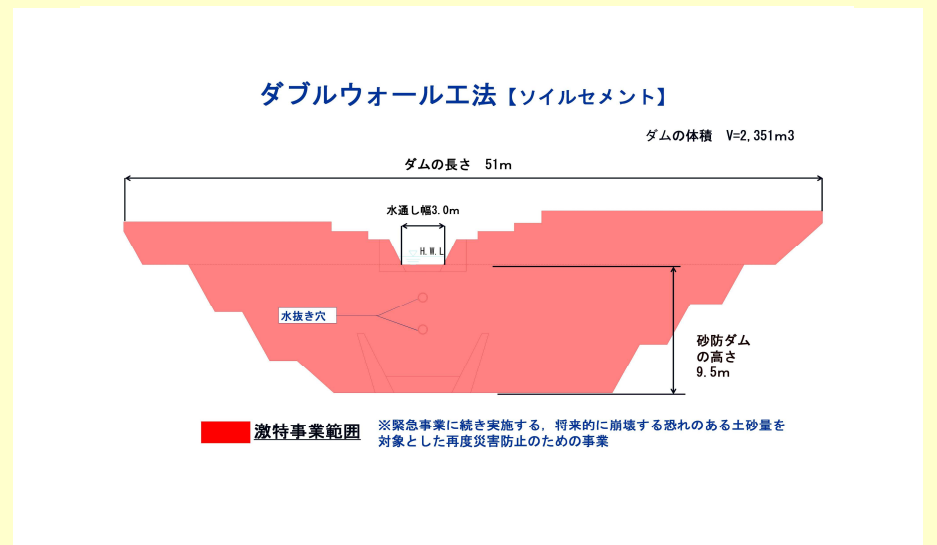 ダブルウォール工法【ソイルセメント】
ダムの体積　V=2,351m3
ダムの長さ　51m
水通し幅3.0m
H.W.L
水抜き穴
砂防ダム
の高さ
9.5m
激特事業範囲
※緊急事業に続き実施する，将来的に崩壊する恐れのある土砂量を
対象とした再度災害防止のための事業